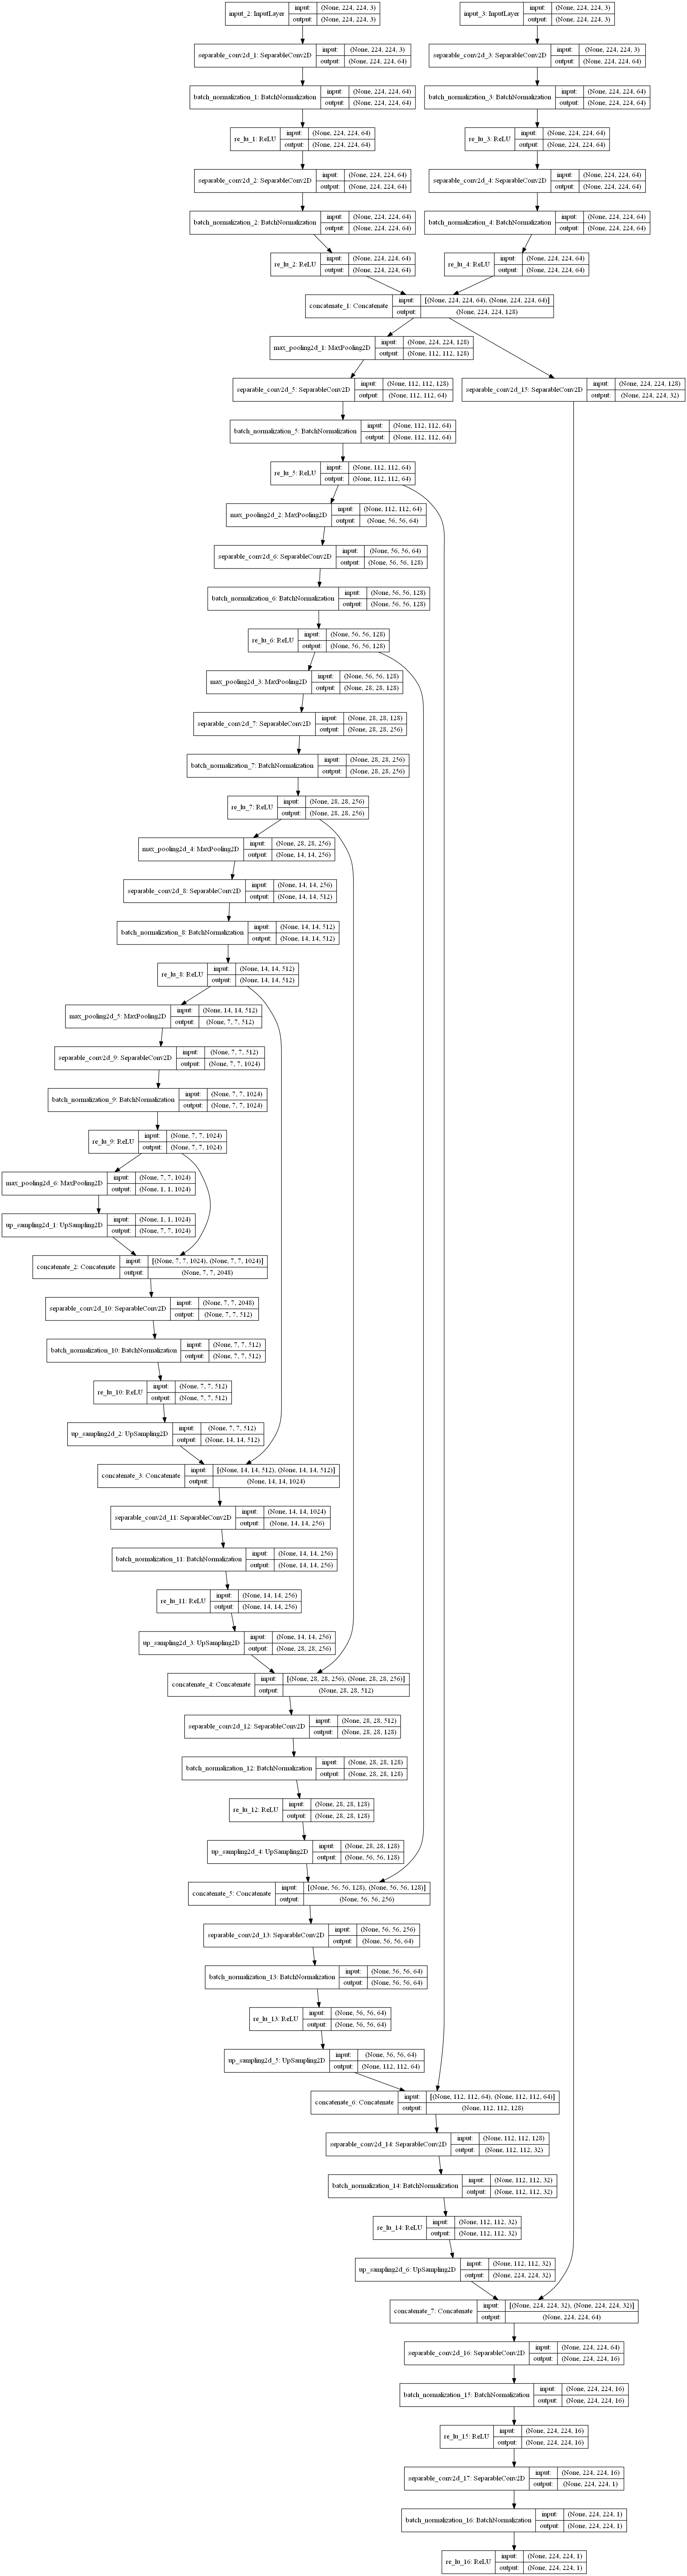 input_2: InputLayer input: (None, 224, 224, 3) output: (None, 224, 224, 3)
input_3: InputLayer input: (None, 224, 224, 3) output: (None, 224, 224, 3)
separable_conv2d_1: SeparableConv2D input: (None, 224, 224, 3) output: (None, 224, 224, 64)
separable_conv2d_3: SeparableConv2D input: (None, 224, 224, 3) output: (None, 224, 224, 64)
batch_normalization_1: BatchNormalization input: (None, 224, 224, 64) output: (None, 224, 224, 64)
batch_normalization_3: BatchNormalization input: (None, 224, 224, 64) output: (None, 224, 224, 64)
re_lu_1: ReLU input: (None, 224, 224, 64) output: (None, 224, 224, 64)
re_lu_3: ReLU input: (None, 224, 224, 64) output: (None, 224, 224, 64)
separable_conv2d_2: SeparableConv2D input: (None, 224, 224, 64) output: (None, 224, 224, 64)
separable_conv2d_4: SeparableConv2D input: (None, 224, 224, 64) output: (None, 224, 224, 64)
batch_normalization_2: BatchNormalization input: (None, 224, 224, 64) output: (None, 224, 224, 64)
batch_normalization_4: BatchNormalization input: (None, 224, 224, 64) output: (None, 224, 224, 64)
re_lu_2: ReLU input: (None, 224, 224, 64) output: (None, 224, 224, 64)
re_lu_4: ReLU input: (None, 224, 224, 64) output: (None, 224, 224, 64)
concatenate_1: Concatenate input: [(None, 224, 224, 64), (None, 224, 224, 64)] output: (None, 224, 224, 128)
max_pooling2d_1: MaxPooling2D input: (None, 224, 224, 128) output: (None, 112, 112, 128)
separable_conv2d_5: SeparableConv2D input: (None, 112, 112, 128) output: (None, 112, 112, 64)
separable_conv2d_15: SeparableConv2D input: (None, 224, 224, 128) output: (None, 224, 224, 32)
batch_normalization_5: BatchNormalization input: (None, 112, 112, 64) output: (None, 112, 112, 64)
re_lu_5: ReLU input: (None, 112, 112, 64) output: (None, 112, 112, 64)
max_pooling2d_2: MaxPooling2D input: (None, 112, 112, 64) output: (None, 56, 56, 64)
separable_conv2d_6: SeparableConv2D input: (None, 56, 56, 64) output: (None, 56, 56, 128)
batch_normalization_6: BatchNormalization input: (None, 56, 56, 128) output: (None, 56, 56, 128)
re_lu_6: ReLU input: (None, 56, 56, 128) output: (None, 56, 56, 128)
max_pooling2d_3: MaxPooling2D input: (None, 56, 56, 128) output: (None, 28, 28, 128)
separable_conv2d_7: SeparableConv2D input: (None, 28, 28, 128) output: (None, 28, 28, 256)
batch_normalization_7: BatchNormalization input: (None, 28, 28, 256) output: (None, 28, 28, 256)
re_lu_7: ReLU input: (None, 28, 28, 256) output: (None, 28, 28, 256)
max_pooling2d_4: MaxPooling2D input: (None, 28, 28, 256) output: (None, 14, 14, 256)
separable_conv2d_8: SeparableConv2D input: (None, 14, 14, 256) output: (None, 14, 14, 512)
batch_normalization_8: BatchNormalization input: (None, 14, 14, 512) output: (None, 14, 14, 512)
re_lu_8: ReLU input: (None, 14, 14, 512) output: (None, 14, 14, 512)
max_pooling2d_5: MaxPooling2D input: (None, 14, 14, 512) output: (None, 7, 7, 512)
separable_conv2d_9: SeparableConv2D input: (None, 7, 7, 512) output: (None, 7, 7, 1024)
batch_normalization_9: BatchNormalization input: (None, 7, 7, 1024) output: (None, 7, 7, 1024)
re_lu_9: ReLU input: (None, 7, 7, 1024) output: (None, 7, 7, 1024)
max_pooling2d_6: MaxPooling2D input: (None, 7, 7, 1024) output: (None, 1, 1, 1024)
up_sampling2d_1: UpSampling2D input: (None, 1, 1, 1024) output: (None, 7, 7, 1024)
concatenate_2: Concatenate input: [(None, 7, 7, 1024), (None, 7, 7, 1024)] output: (None, 7, 7, 2048)
separable_conv2d_10: SeparableConv2D input: (None, 7, 7, 2048) output: (None, 7, 7, 512)
batch_normalization_10: BatchNormalization input: (None, 7, 7, 512) output: (None, 7, 7, 512)
re_lu_10: ReLU input: (None, 7, 7, 512) output: (None, 7, 7, 512)
up_sampling2d_2: UpSampling2D input: (None, 7, 7, 512) output: (None, 14, 14, 512)
concatenate_3: Concatenate input: [(None, 14, 14, 512), (None, 14, 14, 512)] output: (None, 14, 14, 1024)
separable_conv2d_11: SeparableConv2D input: (None, 14, 14, 1024) output: (None, 14, 14, 256)
batch_normalization_11: BatchNormalization input: (None, 14, 14, 256) output: (None, 14, 14, 256)
re_lu_11: ReLU input: (None, 14, 14, 256) output: (None, 14, 14, 256)
up_sampling2d_3: UpSampling2D input: (None, 14, 14, 256) output: (None, 28, 28, 256)
concatenate_4: Concatenate input: [(None, 28, 28, 256), (None, 28, 28, 256)] output: (None, 28, 28, 512)
separable_conv2d_12: SeparableConv2D input: (None, 28, 28, 512) output: (None, 28, 28, 128)
batch_normalization_12: BatchNormalization input: (None, 28, 28, 128) output: (None, 28, 28, 128)
re_lu_12: ReLU input: (None, 28, 28, 128) output: (None, 28, 28, 128)
up_sampling2d_4: UpSampling2D input: (None, 28, 28, 128) output: (None, 56, 56, 128)
concatenate_5: Concatenate input: [(None, 56, 56, 128), (None, 56, 56, 128)] output: (None, 56, 56, 256)
separable_conv2d_13: SeparableConv2D input: (None, 56, 56, 256) output: (None, 56, 56, 64)
batch_normalization_13: BatchNormalization input: (None, 56, 56, 64) output: (None, 56, 56, 64)
re_lu_13: ReLU input: (None, 56, 56, 64) output: (None, 56, 56, 64)
up_sampling2d_5: UpSampling2D input: (None, 56, 56, 64) output: (None, 112, 112, 64)
concatenate_6: Concatenate input: [(None, 112, 112, 64), (None, 112, 112, 64)] output: (None, 112, 112, 128)
separable_conv2d_14: SeparableConv2D input: (None, 112, 112, 128) output: (None, 112, 112, 32)
batch_normalization_14: BatchNormalization input: (None, 112, 112, 32) output: (None, 112, 112, 32)
re_lu_14: ReLU input: (None, 112, 112, 32) output: (None, 112, 112, 32)
up_sampling2d_6: UpSampling2D input: (None, 112, 112, 32) output: (None, 224, 224, 32)
concatenate_7: Concatenate input: [(None, 224, 224, 32), (None, 224, 224, 32)] output: (None, 224, 224, 64)
separable_conv2d_16: SeparableConv2D input: (None, 224, 224, 64) output: (None, 224, 224, 16)
batch_normalization_15: BatchNormalization input: (None, 224, 224, 16) output: (None, 224, 224, 16)
re_lu_15: ReLU input: (None, 224, 224, 16) output: (None, 224, 224, 16)
separable_conv2d_17: SeparableConv2D input: (None, 224, 224, 16) output: (None, 224, 224, 1)
batch_normalization_16: BatchNormalization input: (None, 224, 224, 1) output: (None, 224, 224, 1)
re_lu_16: ReLU input: (None, 224, 224, 1) output: (None, 224, 224, 1)